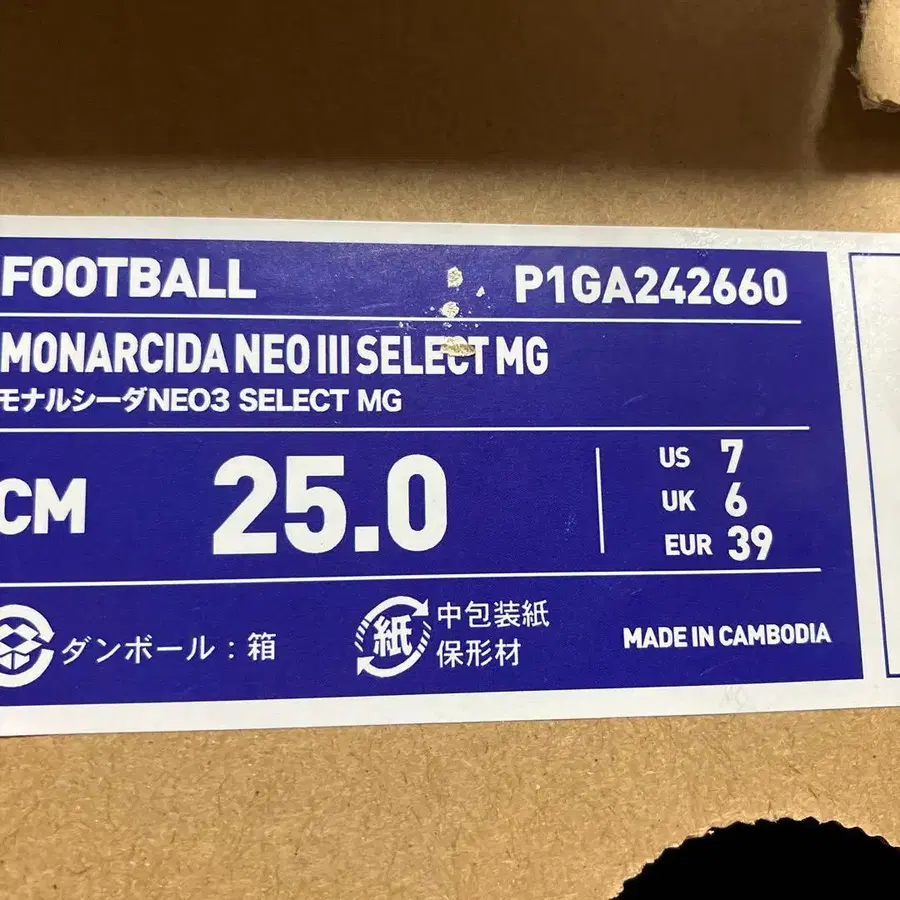 FOOTBALL
P1GA242660
MONARCIDA NEO III SELECT MG
モナルシーダNEO3 SELECT MG
CM 25.0
US 7
UK 6
EUR 39
ダンボール：箱
紙
中包装紙
保形材
MADE IN CAMBODIA